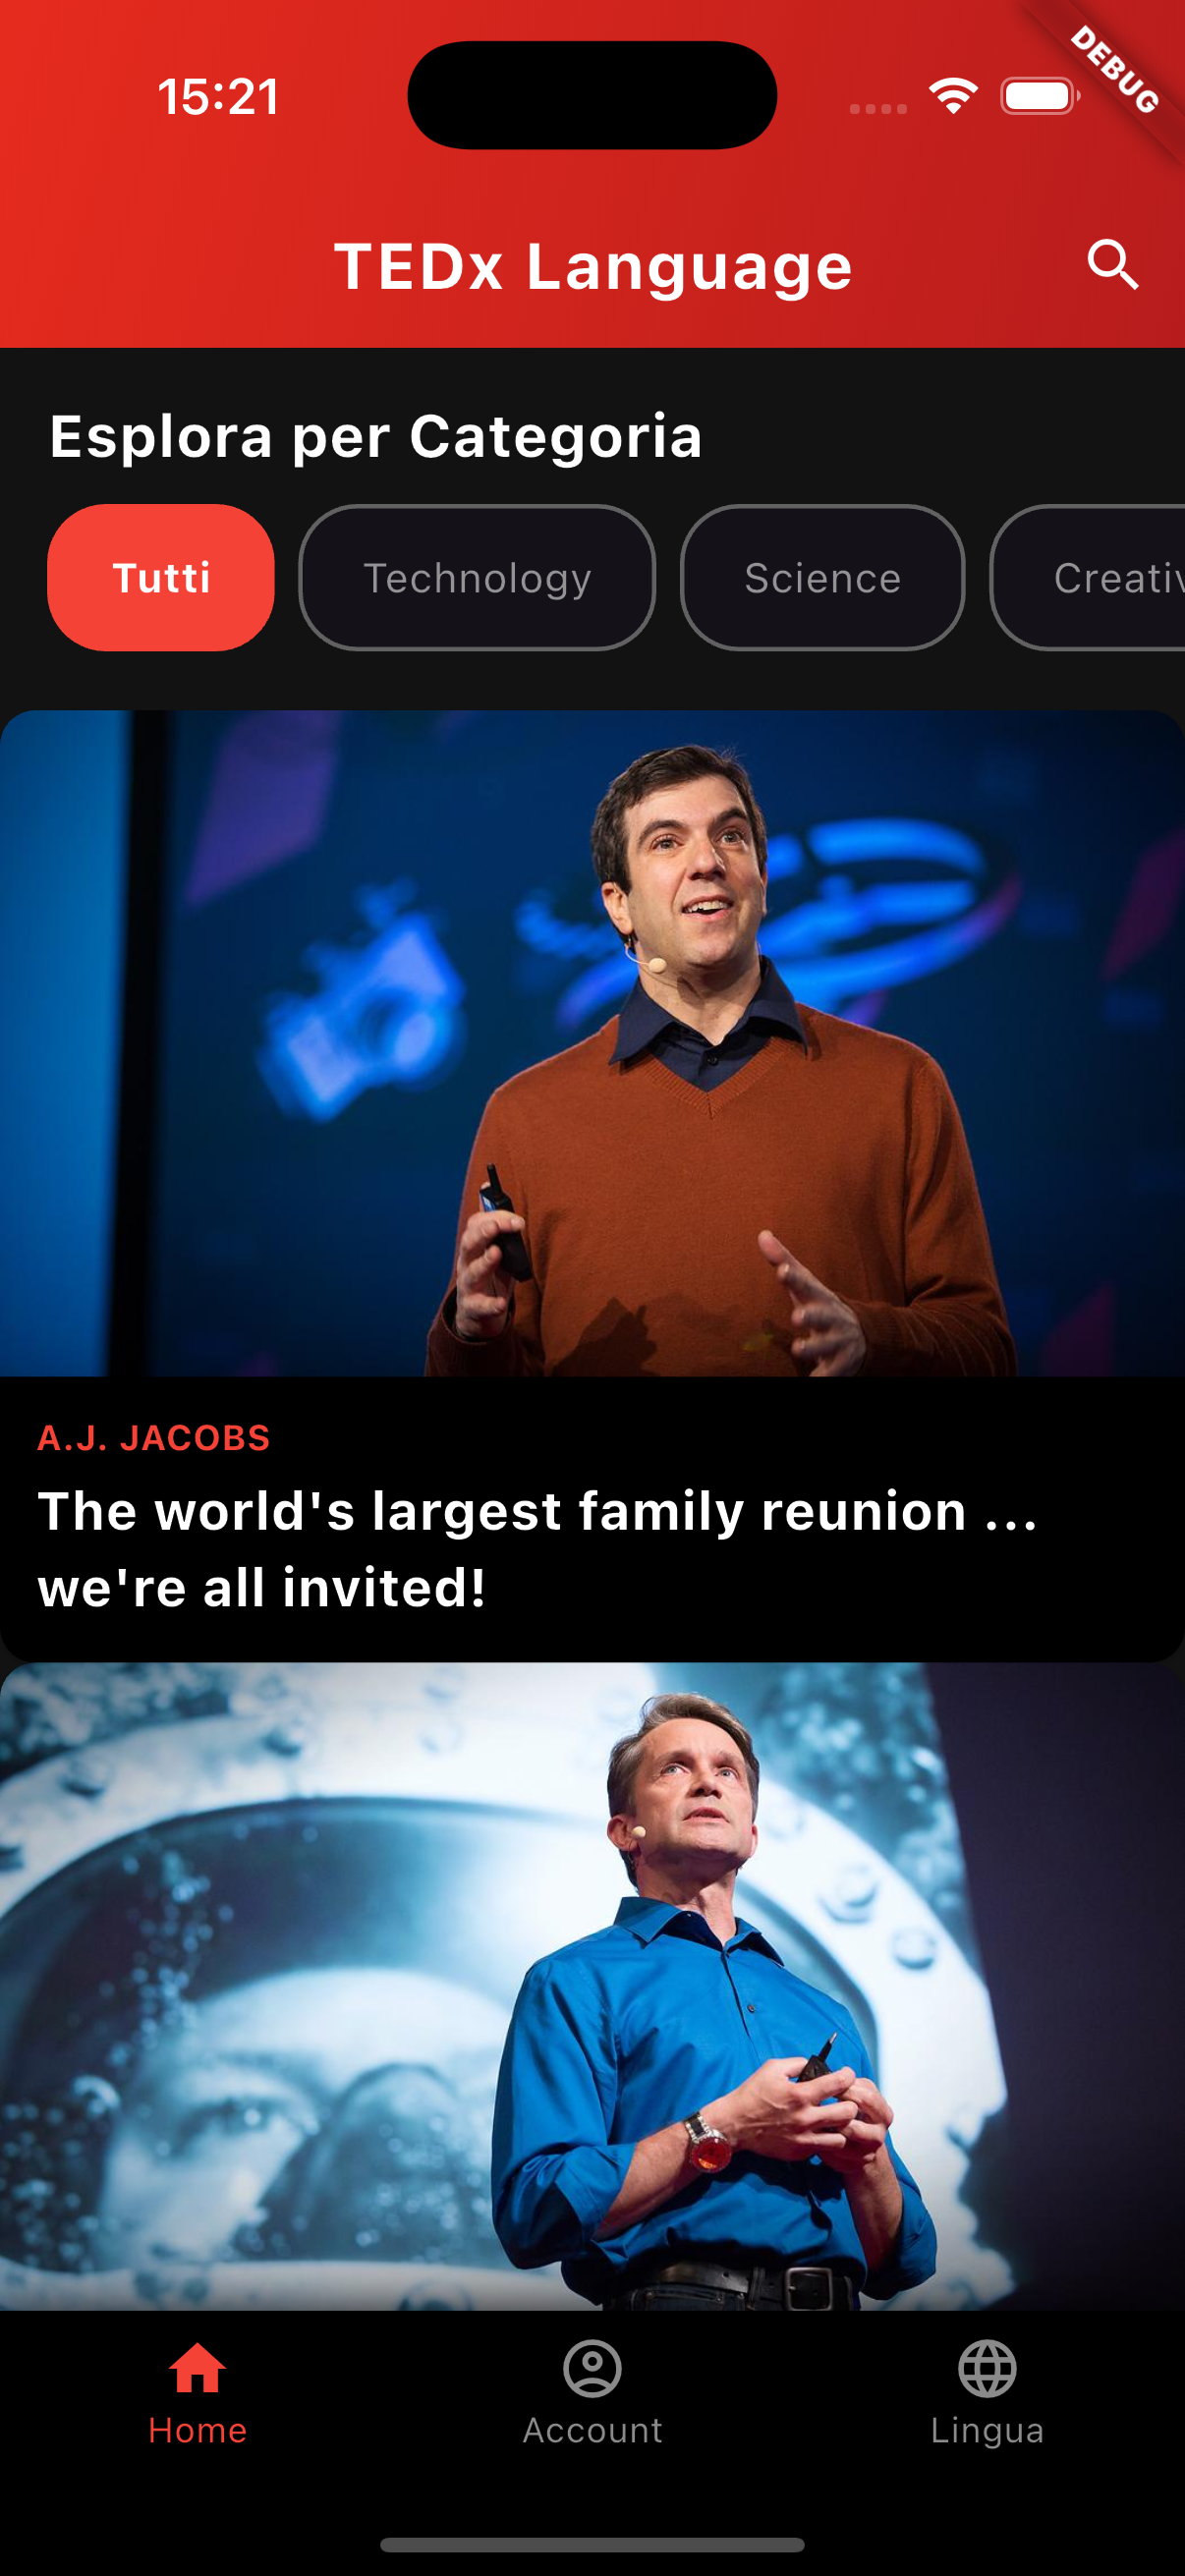 15:21
DEBUG
TEDx Language
Esplora per Categoria
Tutti
Technology
Science
Creativ
A.J. JACOBS
The world's largest family reunion ...
we're all invited!
Home
Account
Lingua